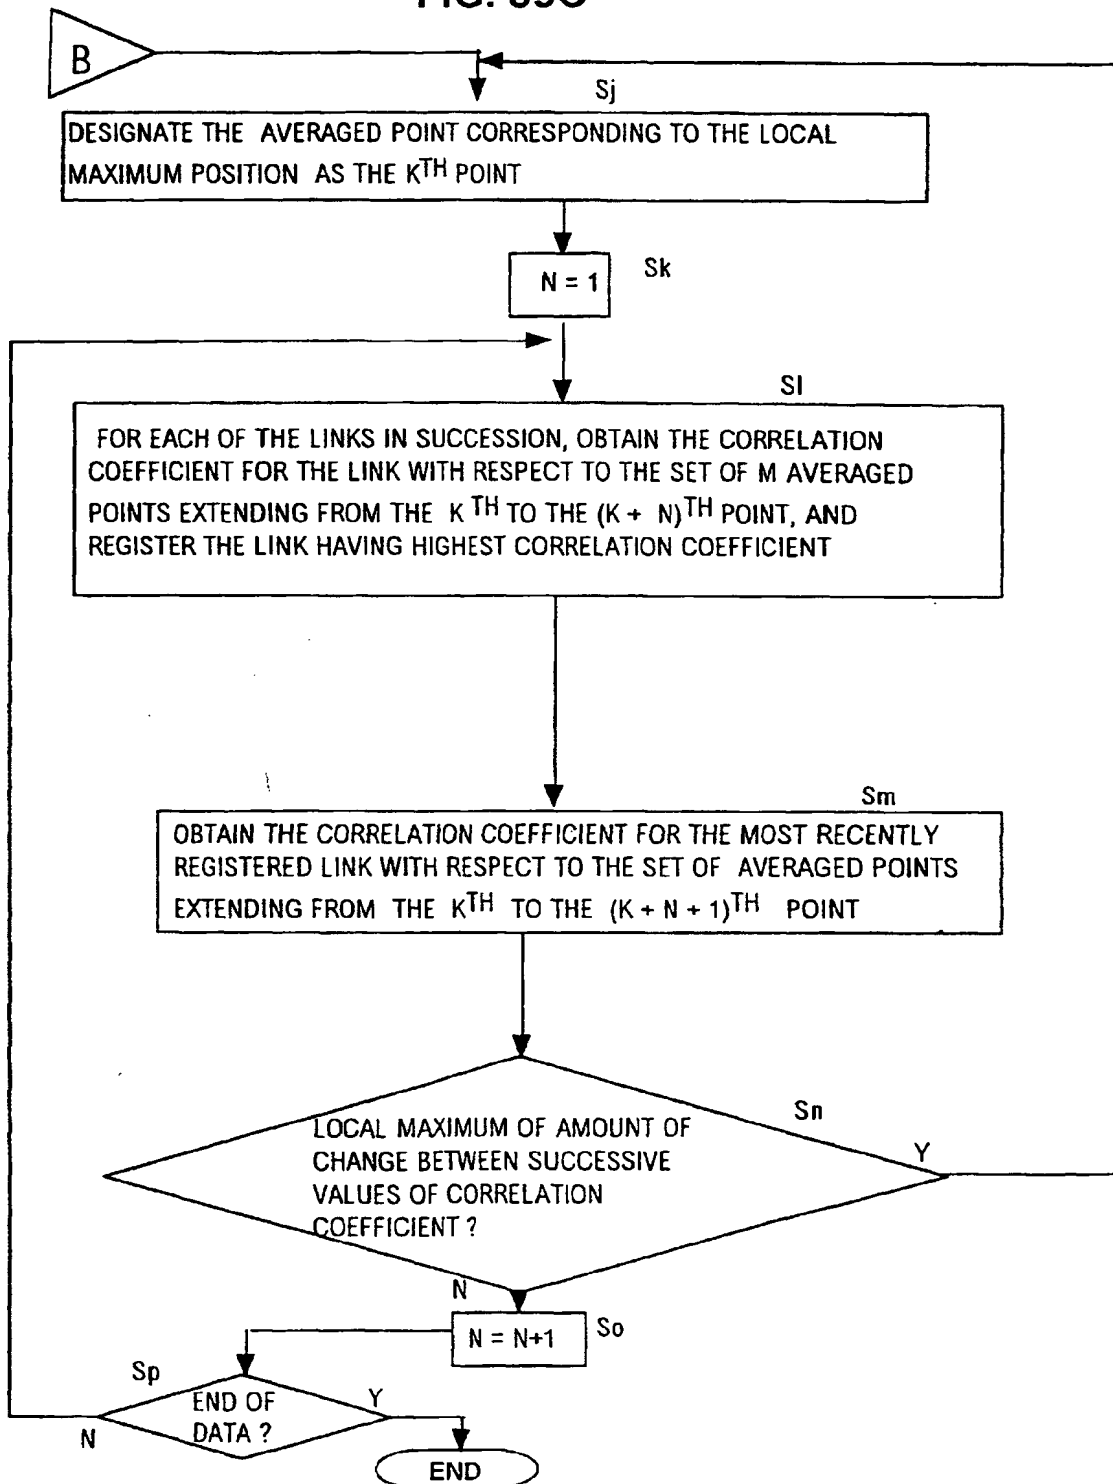 B
Sj
DESIGNATE THE AVERAGED POINT CORRESPONDING TO THE LOCAL
MAXIMUM POSITION AS THE KTH POINT
N = 1
Sk
Sl
FOR EACH OF THE LINKS IN SUCCESSION, OBTAIN THE CORRELATION
COEFFICIENT FOR THE LINK WITH RESPECT TO THE SET OF M AVERAGED
POINTS EXTENDING FROM THE K TH TO THE (K + N)TH POINT, AND
REGISTER THE LINK HAVING HIGHEST CORRELATION COEFFICIENT
Sm
OBTAIN THE CORRELATION COEFFICIENT FOR THE MOST RECENTLY
REGISTERED LINK WITH RESPECT TO THE SET OF AVERAGED POINTS
EXTENDING FROM THE KTH TO THE (K + N + 1)TH POINT
Sn
LOCAL MAXIMUM OF AMOUNT OF
CHANGE BETWEEN SUCCESSIVE
VALUES OF CORRELATION
COEFFICIENT ?
Y
N
N = N+1
So
Sp
END OF
DATA ?
Y
N
END